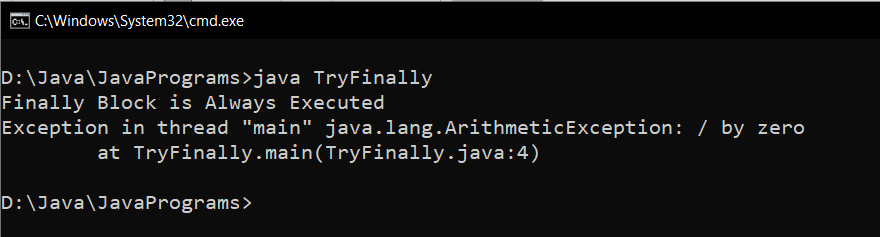 C:\Windows\System32\cmd.exe
D:\Java\JavaPrograms>java TryFinally
Finally Block is Always Executed
Exception in thread "main" java.lang.ArithmeticException: / by zero
        at TryFinally.main(TryFinally.java:4)
D:\Java\JavaPrograms>